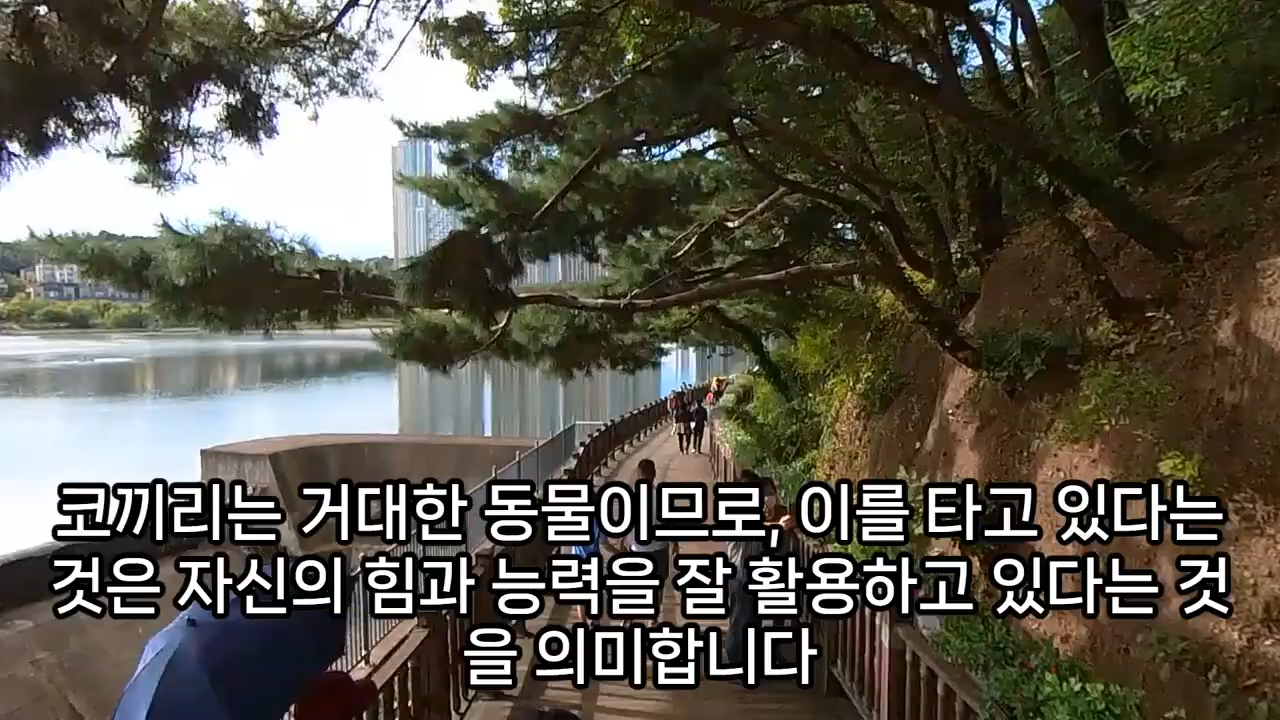 코끼리는 거대한 동물이므로, 이를 타고 있다는
것은 자신의 힘과 능력을 잘 활용하고 있다는 것
을 의미합니다